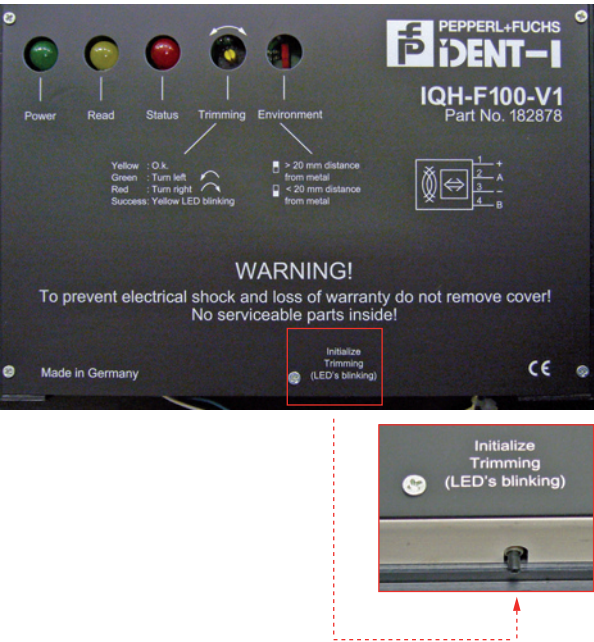 PEPPERL+FUCHS
IDENT-I
IQH-F100-V1
Part No. 182878
Power
Read
Status
Trimming
Environment
Yellow : O.k.
Green : Turn left
Red : Turn right
Success: Yellow LED blinking
> 20 mm distance
from metal
< 20 mm distance
from metal
1 +
2 A
3 –
4 B
WARNING!
To prevent electrical shock and loss of warranty do not remove cover!
No serviceable parts inside!
Initialize
Trimming
(LED's blinking)
Made in Germany
CE
Initialize
Trimming
(LED's blinking)